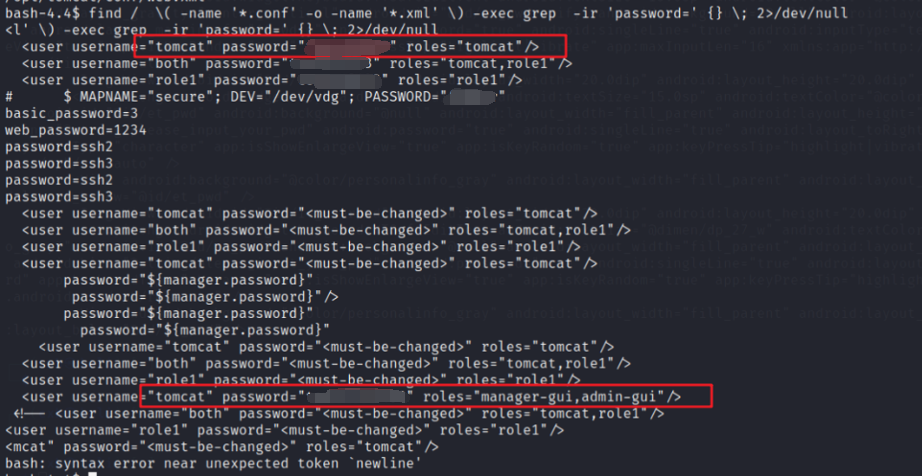 bash-4.4$ find / \( -name '*.conf' -o -name '*.xml' \) -exec grep -ir 'password=' {} \; 2>/dev/null
<l' \) -exec grep -ir 'password=' {} \; 2>/dev/null
<user username="tomcat" password=" " roles="tomcat"/>
<user username="both" password=" " roles="tomcat,role1"/>
<user username="role1" password=" " roles="role1"/>
# $ MAPNAME="secure"; DEV="/dev/vdg"; PASSWORD=" "
basic_password=3
web_password=1234
password=ssh2
password=ssh3
password=ssh2
password=ssh3
<user username="tomcat" password="<must-be-changed>" roles="tomcat"/>
<user username="both" password="<must-be-changed>" roles="tomcat,role1"/>
<user username="role1" password="<must-be-changed>" roles="role1"/>
<user username="tomcat" password="<must-be-changed>" roles="tomcat"/>
password="${manager.password}"
password="${manager.password}"/>
password="${manager.password}"
password="${manager.password}"
<user username="tomcat" password="<must-be-changed>" roles="tomcat"/>
<user username="both" password="<must-be-changed>" roles="tomcat,role1"/>
<user username="role1" password="<must-be-changed>" roles="role1"/>
<user username="tomcat" password=" " roles="manager-gui,admin-gui"/>
<!-- <user username="both" password="<must-be-changed>" roles="tomcat,role1"/>
<user username="role1" password="<must-be-changed>" roles="role1"/>
<mcat" password="<must-be-changed>" roles="tomcat"/>
bash: syntax error near unexpected token `newline'